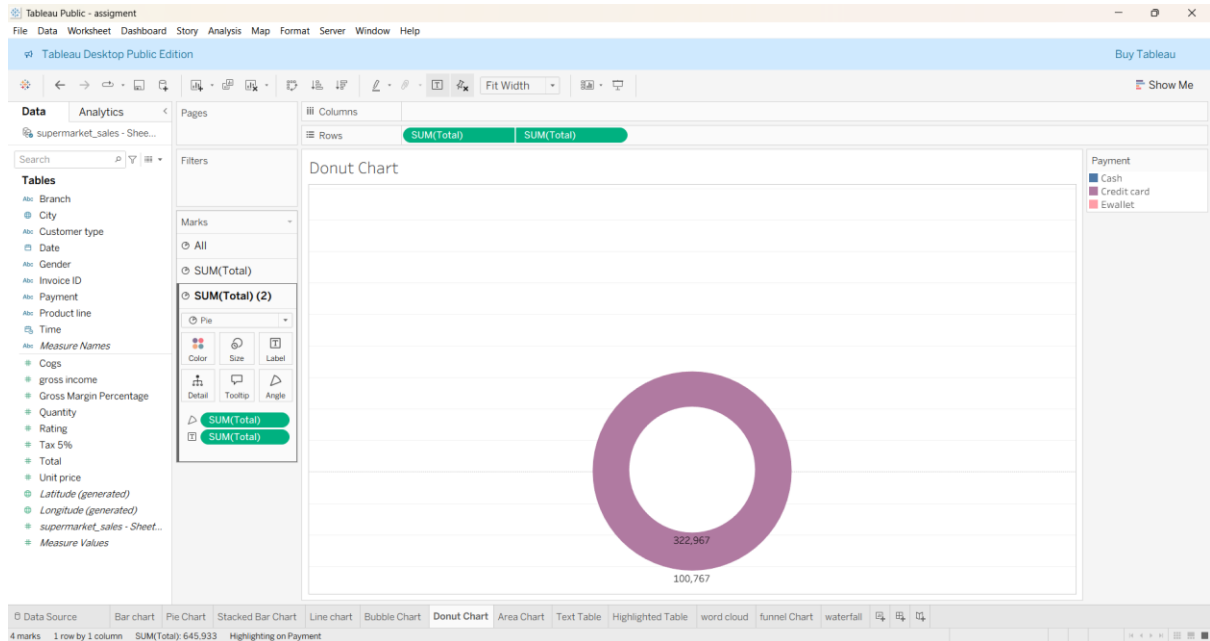 Tableau Public - assigment
File Data Worksheet Dashboard Story Analysis Map Format Server Window Help
Tableau Desktop Public Edition
Buy Tableau
Fit Width
Show Me
Data
Analytics
supermarket_sales - Shee...
Search
Tables
Abc Branch
City
Abc Customer type
Date
Abc Gender
Abc Invoice ID
Abc Payment
Abc Product line
Time
Abc Measure Names
# Cogs
# gross income
# Gross Margin Percentage
# Quantity
# Rating
# Tax 5%
# Total
# Unit price
Latitude (generated)
Longitude (generated)
# supermarket_sales - Sheet...
# Measure Values
Pages
Filters
Marks
All
SUM(Total)
SUM(Total) (2)
Pie
Color Size Label
Detail Tooltip Angle
SUM(Total)
SUM(Total)
Columns
Rows
SUM(Total) SUM(Total)
Donut Chart
322,967
100,767
Payment
Cash
Credit card
Ewallet
Data Source Bar chart Pie Chart Stacked Bar Chart Line chart Bubble Chart Donut Chart Area Chart Text Table Highlighted Table word cloud funnel Chart waterfall
4 marks 1 row by 1 column SUM(Total): 645,933 Highlighting on Payment